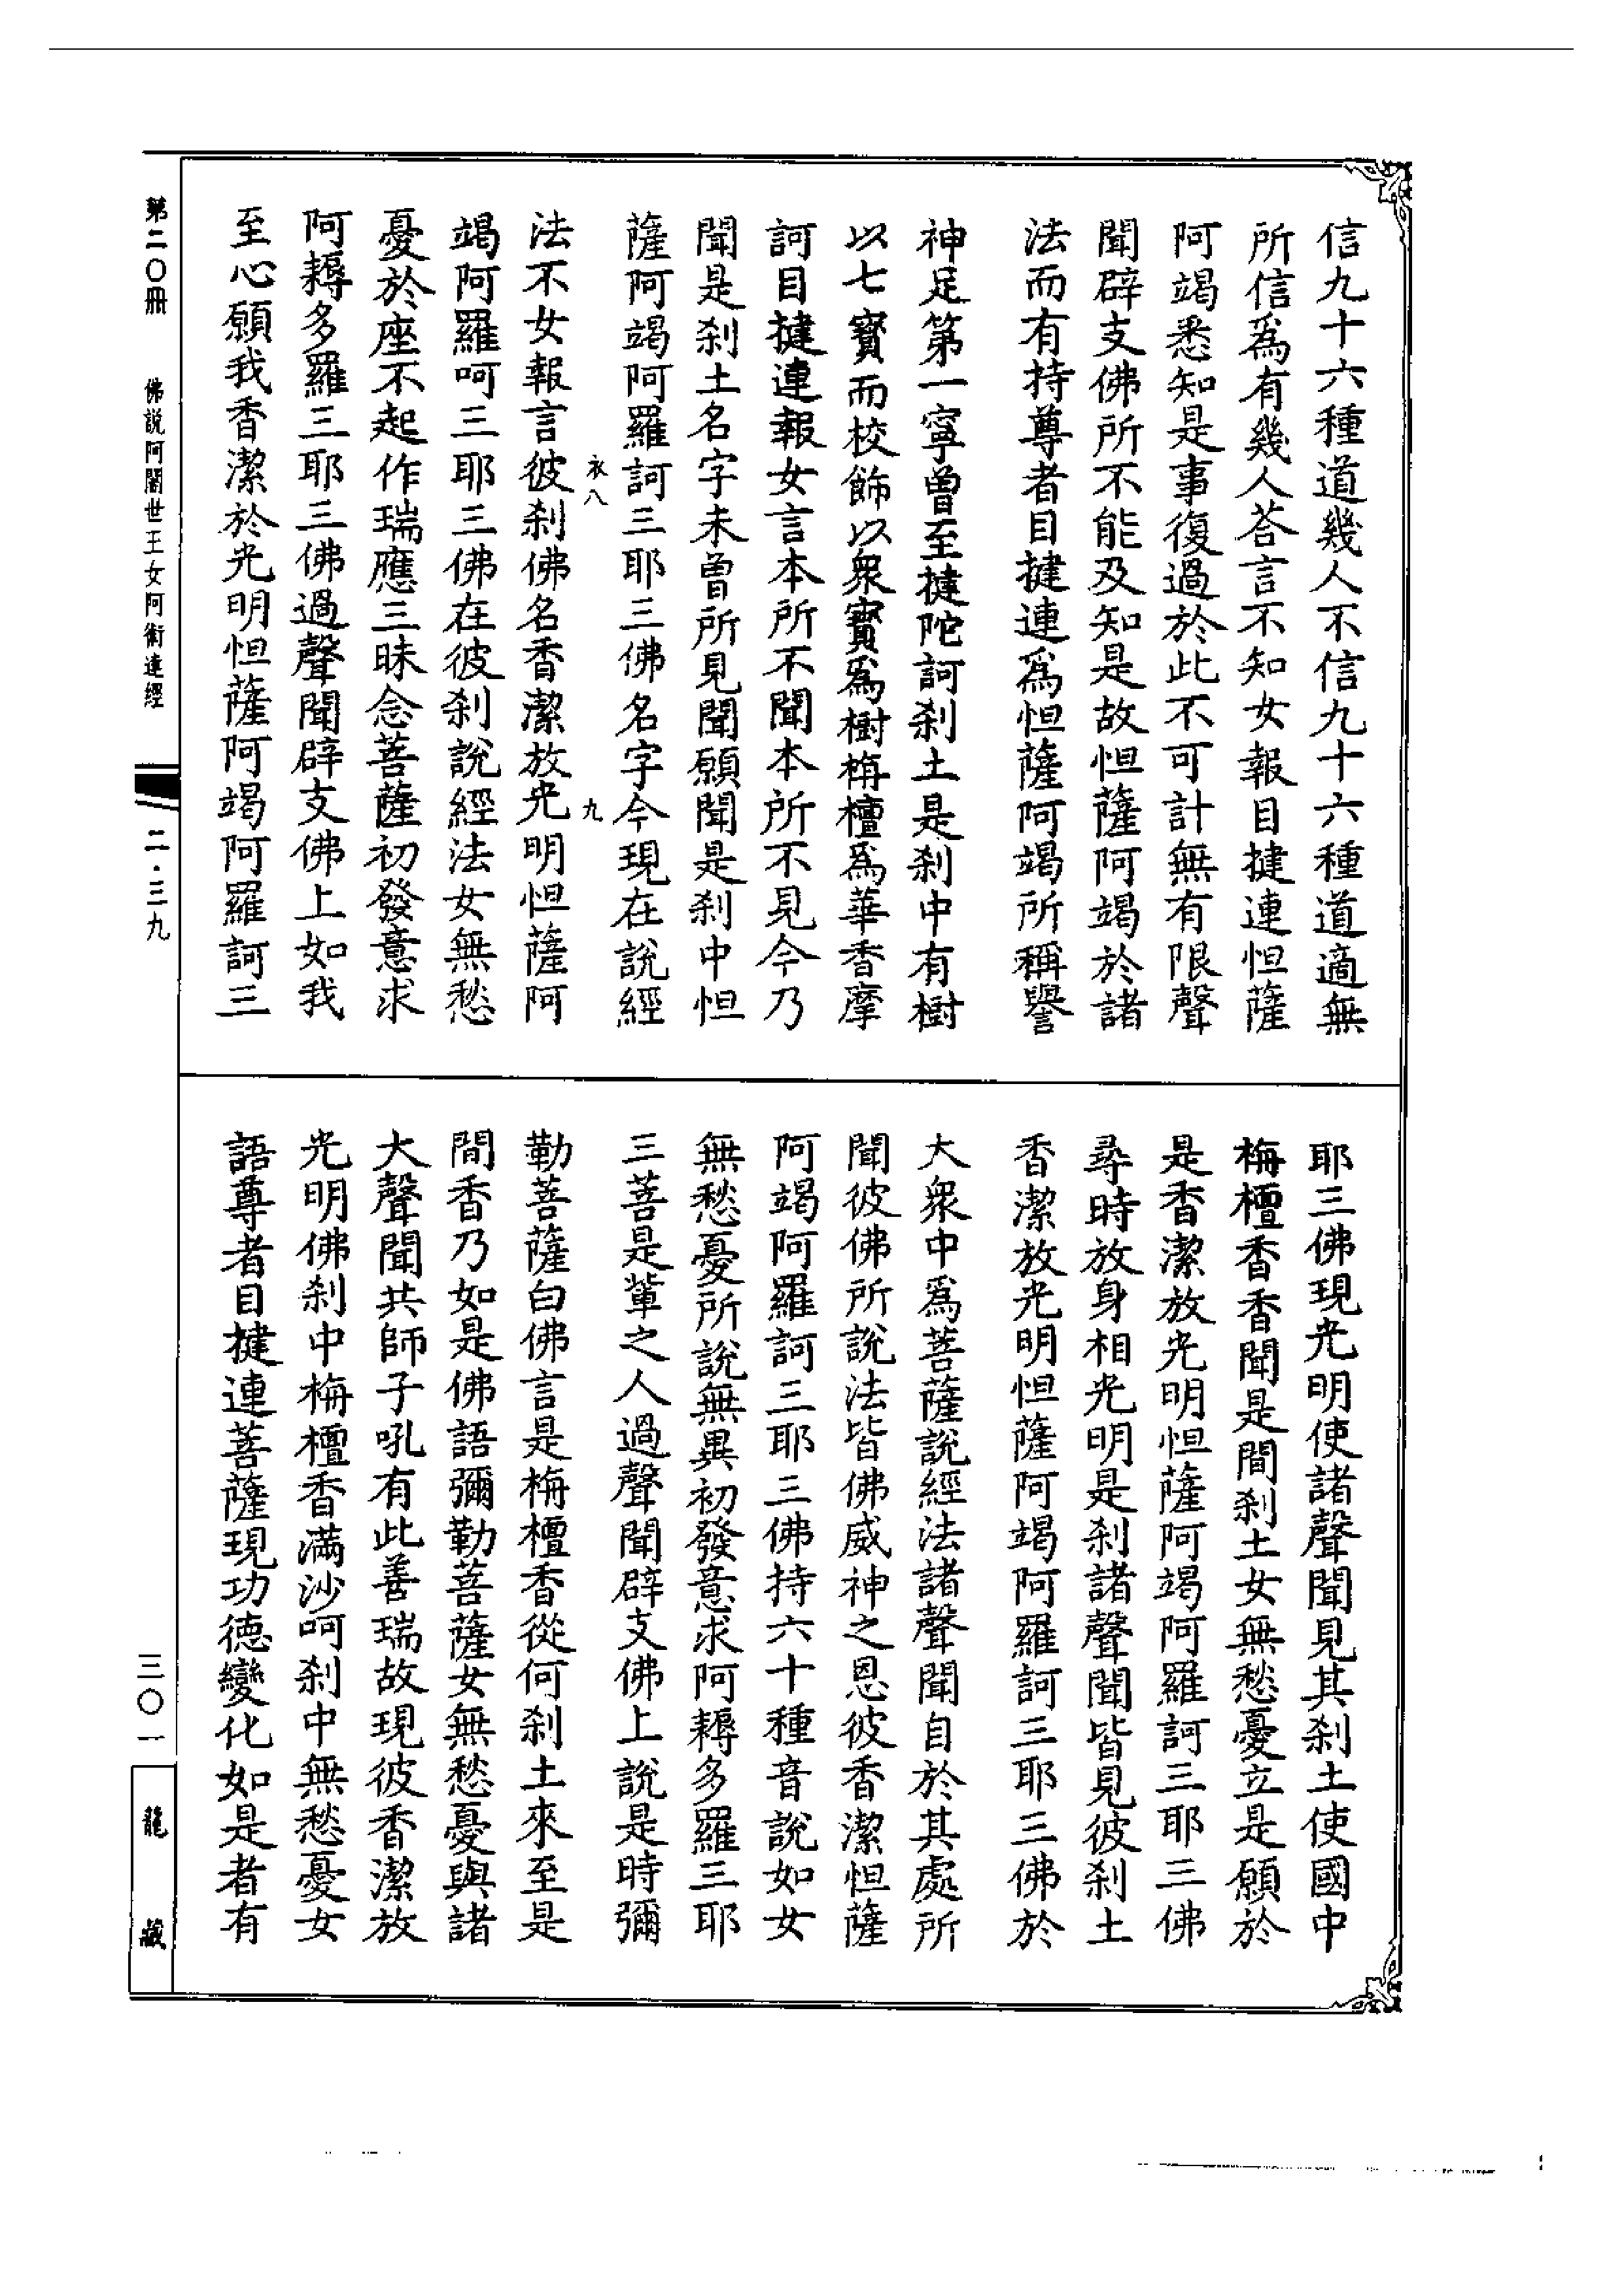 信九十六種道幾人不信九十六種道適無
所信爲有幾人荅言不知女報目揵連怛薩
阿竭悉知是事復過於此不可計無有限聲
聞辟支佛所不能及知是故怛薩阿竭於諸
法而有持尊者目揵連爲怛薩阿竭所稱譽
神足第一寧曾至揵陀訶刹土是刹中有樹
以七寶而校飾以衆寶爲樹栴檀爲華香摩
訶目揵連報女言本所不聞本所不見今乃
聞是刹土名字未曾所見聞願聞是刹中怛
薩阿竭阿羅訶三耶三佛名字今現在說經
衣八
九
法不女報言彼刹佛名香潔放光明怛薩阿
竭阿羅呵三耶三佛在彼刹說經法女無愁
憂於座不起作瑞應三昧念菩薩初發意求
阿耨多羅三耶三佛過聲聞辟支佛上如我
至心願我香潔於光明怛薩阿竭阿羅訶三
耶三佛現光明使諸聲聞見其刹土使國中
栴檀香香聞是間刹土女無愁憂立是願於
是香潔放光明怛薩阿竭阿羅訶三耶三佛
尋時放身相光明是刹諸聲聞皆見彼刹土
香潔放光明怛薩阿竭阿羅訶三耶三佛於
大衆中爲菩薩說經法諸聲聞自於其處所
聞彼佛所說法皆佛威神之恩彼香潔怛薩
阿竭阿羅訶三耶三佛持六十種音說如女
無愁憂所說無異初發意求阿耨多羅三耶
三菩是輩之人過聲聞辟支佛上說是時彌
勒菩薩白佛言是栴檀香從何刹土來至是
間香乃如是佛語彌勒菩薩女無愁憂與諸
大聲聞共師子吼有此善瑞故現彼香潔放
光明佛刹中栴檀香滿沙呵刹中無愁憂女
語尊者目揵連菩薩現功德變化如是者有
第二〇冊 佛說阿闍世王女阿術達經 二·三九
三〇一
龍藏